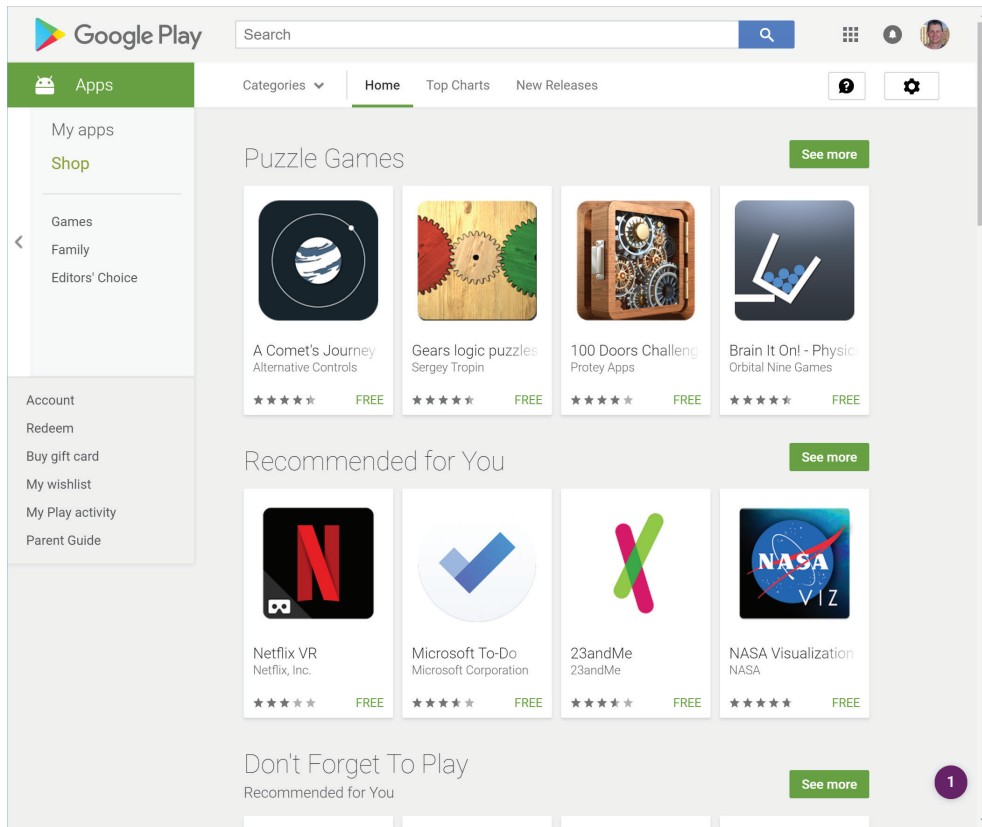 Google Play
Search
Apps
Categories
Home
Top Charts
New Releases
My apps
Shop
Games
Family
Editors' Choice
Account
Redeem
Buy gift card
My wishlist
My Play activity
Parent Guide
Puzzle Games
See more
A Comet's Journey
Alternative Controls
FREE
Gears logic puzzles
Sergey Tropin
FREE
100 Doors Challeng
Protey Apps
FREE
Brain It On! - Physic
Orbital Nine Games
FREE
Recommended for You
See more
N
Netflix VR
Netflix, Inc.
FREE
Microsoft To-Do
Microsoft Corporation
FREE
23andMe
23andMe
FREE
NASA
VIZ
NASA Visualization
NASA
FREE
Don't Forget To Play
Recommended for You
See more
1